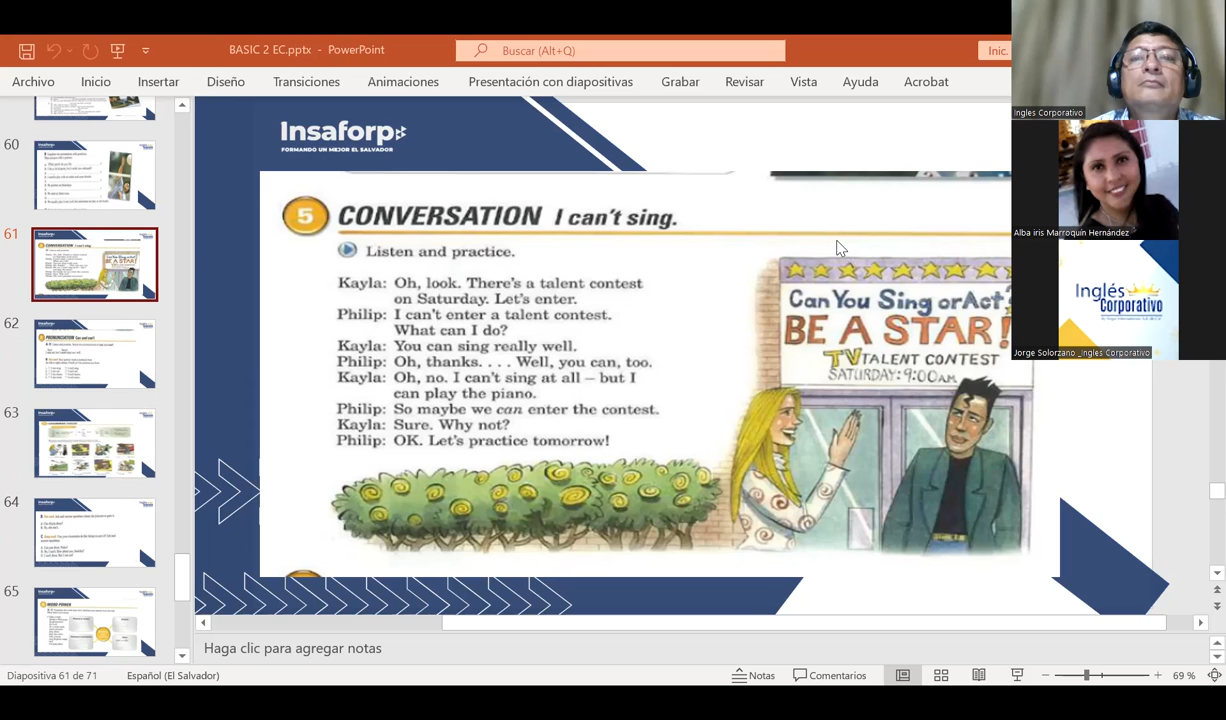 BASIC 2 EC.pptx - PowerPoint
Buscar (Alt+Q)
Inic.
Archivo Inicio Insertar Diseño Transiciones Animaciones Presentación con diapositivas Grabar Revisar Vista Ayuda Acrobat
60
61
62
63
64
65
Insaforp
FORMANDO UN MEJOR EL SALVADOR
5 CONVERSATION I can't sing.
Listen and practice.
Kayla: Oh, look. There's a talent contest
on Saturday. Let's enter.
Philip: I can't enter a talent contest.
What can I do?
Kayla: You can sing really well.
Philip: Oh, thanks. . . . Well, you can, too.
Kayla: Oh, no. I can't sing at all – but I
can play the piano.
Philip: So maybe we can enter the contest.
Kayla: Sure. Why not?
Philip: OK. Let's practice tomorrow!
Can You Sing or Act?
BE A STAR!
TV TALENT CONTEST
SATURDAY: 9:00 AM
Ingles Corporativo
Alba iris Marroquín Hernández
Inglés
Corporativo
Jorge Solorzano _Ingles Corporativo
Haga clic para agregar notas
Diapositiva 61 de 71
Español (El Salvador)
Notas
Comentarios
69 %